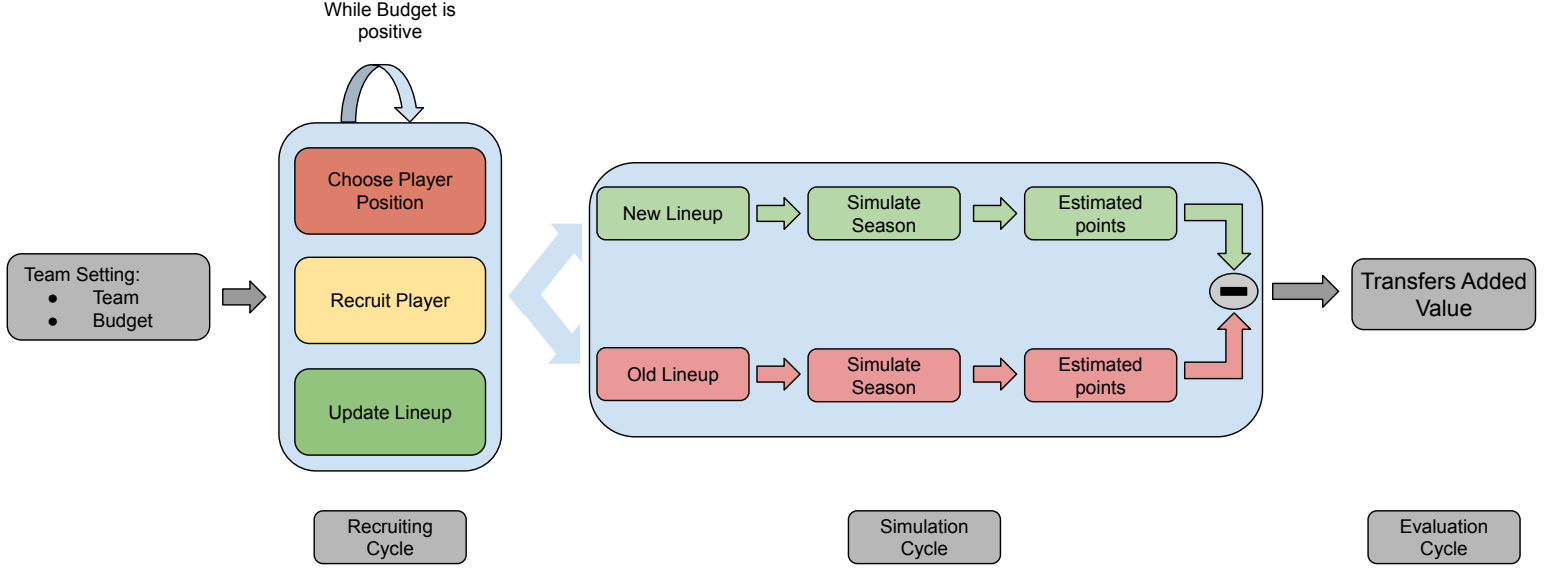 While Budget is
positive
Choose Player
Position
Recruit Player
Update Lineup
Team Setting:
● Team
● Budget
New Lineup
Simulate
Season
Estimated
points
Old Lineup
Simulate
Season
Estimated
points
Transfers Added
Value
Recruiting
Cycle
Simulation
Cycle
Evaluation
Cycle